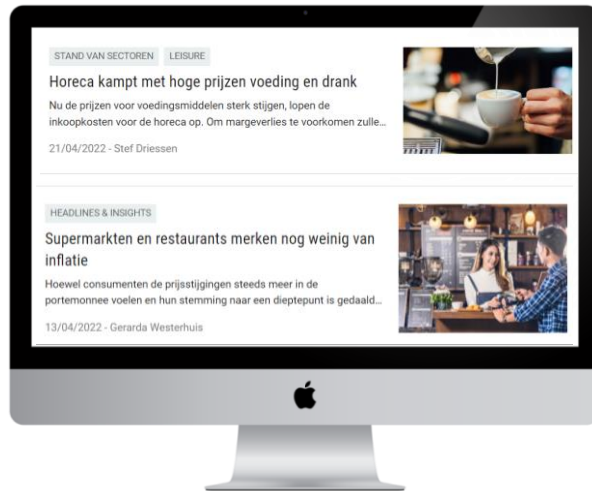 STAND VAN SECTOREN LEISURE
Horeca kampt met hoge prijzen voeding en drank
Nu de prijzen voor voedingsmiddelen sterk stijgen, lopen de
inkoopkosten voor de horeca op. Om margeverlies te voorkomen zulle...
21/04/2022 - Stef Driessen
HEADLINES & INSIGHTS
Supermarkten en restaurants merken nog weinig van
inflatie
Hoewel consumenten de prijsstijgingen steeds meer in de
portemonnee voelen en hun stemming naar een dieptepunt is gedaald...
13/04/2022 - Gerarda Westerhuis